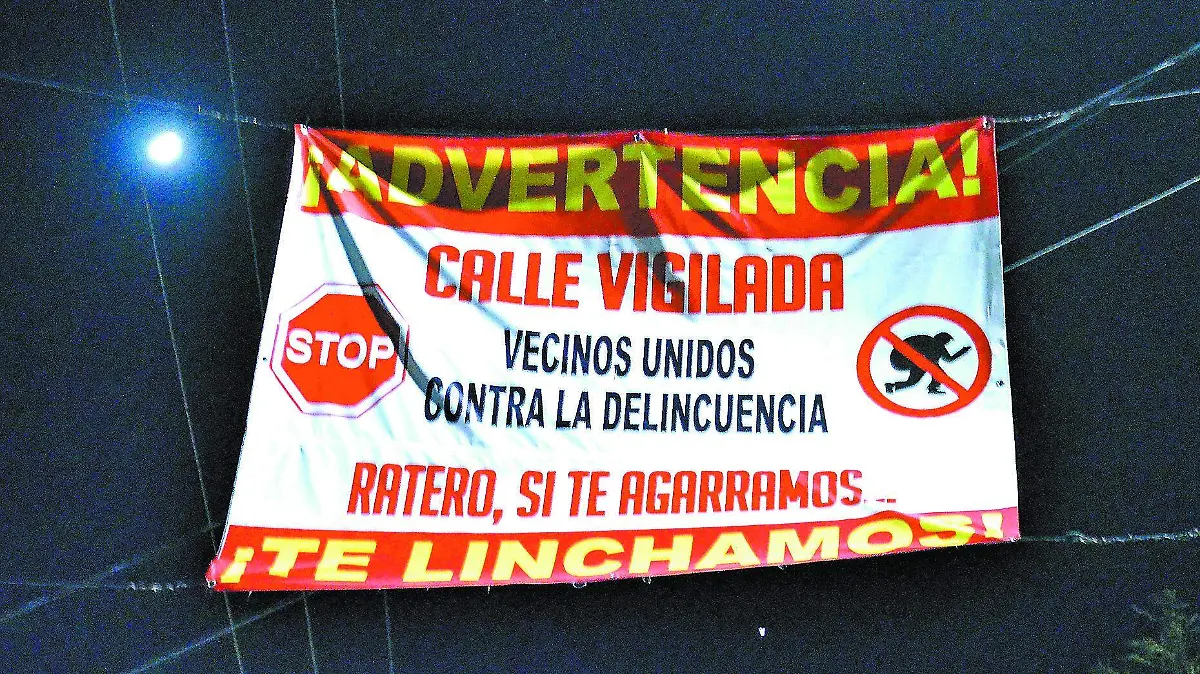 ¡ADVERTENCIA!
CALLE VIGILADA
STOP
VECINOS UNIDOS
CONTRA LA DELINCUENCIA
RATERO, SI TE AGARRAMOS...
¡TE LINCHAMOS!